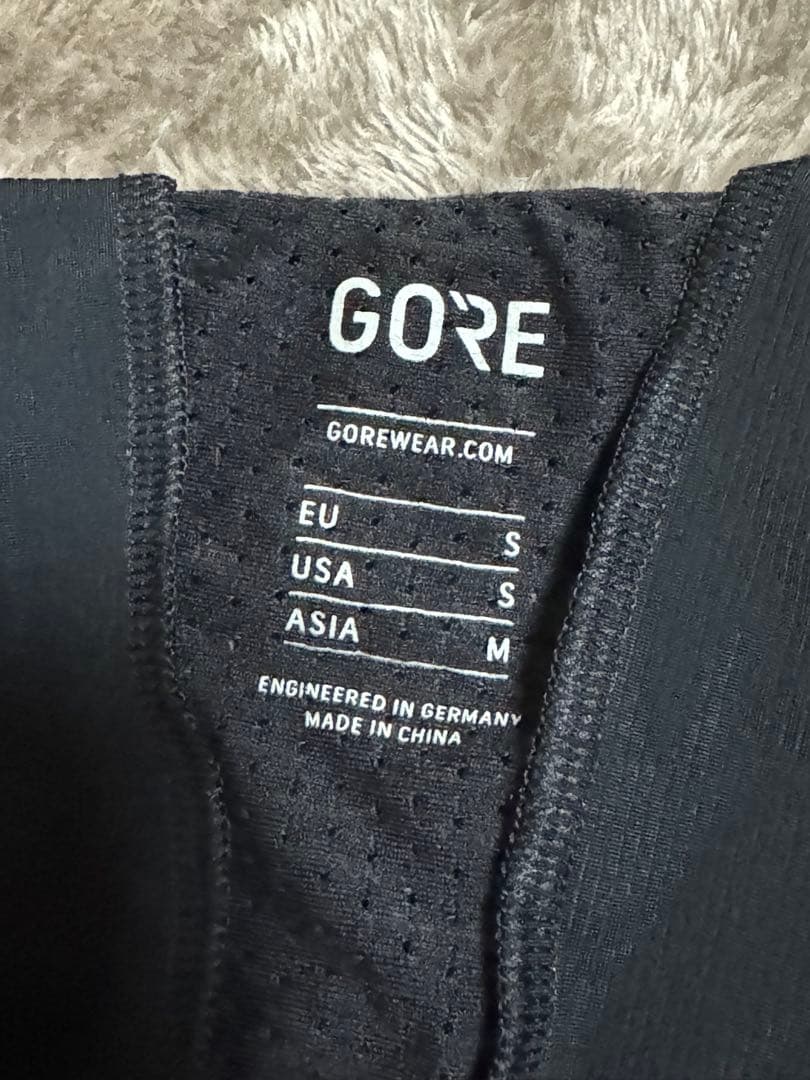 GORE
GOREWEAR.COM
EU S
USA S
ASIA M
ENGINEERED IN GERMANY
MADE IN CHINA